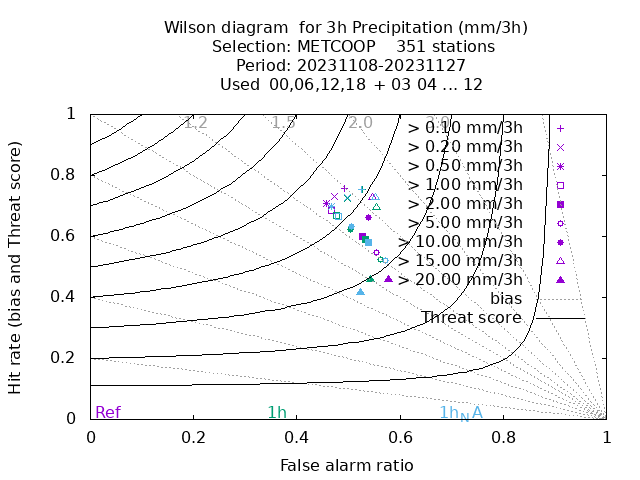 Wilson diagram for 3h Precipitation (mm/3h)
Selection: METCOOP 351 stations
Period: 20231108-20231127
Used 00,06,12,18 + 03 04 ... 12
Hit rate (bias and Threat score)
1
0.8
0.6
0.4
0.2
0
1.2
1.5
2.0
3.0
> 0.10 mm/3h
> 0.20 mm/3h
> 0.50 mm/3h
> 1.00 mm/3h
> 2.00 mm/3h
> 5.00 mm/3h
> 10.00 mm/3h
> 15.00 mm/3h
> 20.00 mm/3h
bias
Threat score
Ref
1h
1h_NA
0 0.2 0.4 0.6 0.8 1
False alarm ratio